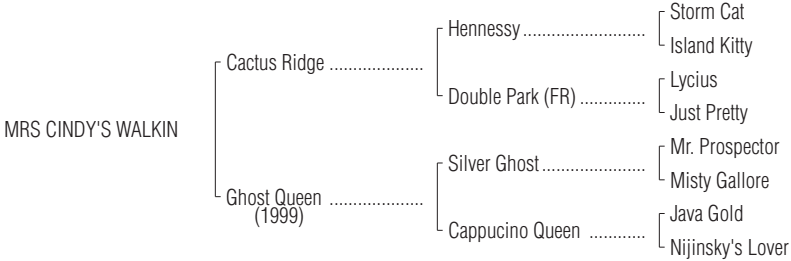 Storm Cat
Hennessy ..........................
Island Kitty
Cactus Ridge ....................
Lycius
Double Park (FR) ..............
Just Pretty
MRS CINDY'S WALKIN
Mr. Prospector
Silver Ghost ......................
Misty Gallore
Ghost Queen ....................
(1999)
Java Gold
Cappucino Queen ............
Nijinsky's Lover